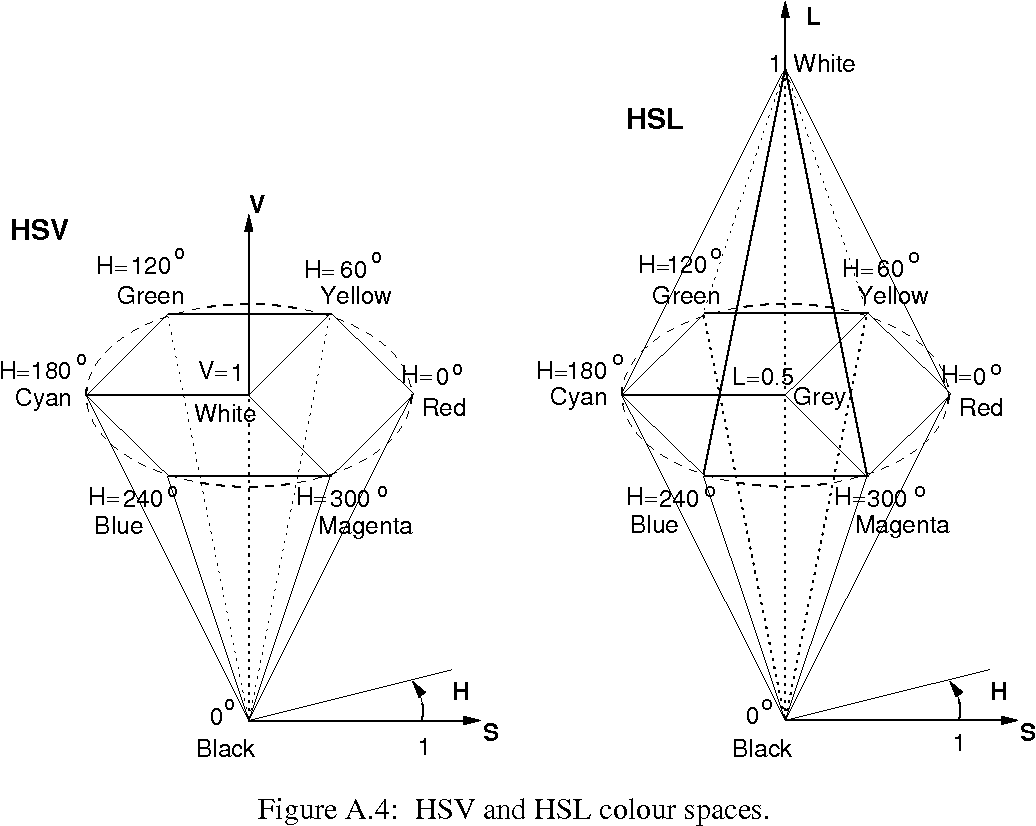 HSV
V
H=120°
Green
H=60°
Yellow
H=180°
Cyan
V=1
White
H=0°
Red
H=240°
Blue
H=300°
Magenta
0°
Black
H
S
1
HSL
L
1 White
H=120°
Green
H=60°
Yellow
H=180°
Cyan
L=0.5
Grey
H=0°
Red
H=240°
Blue
H=300°
Magenta
0°
Black
H
S
1
Figure A.4: HSV and HSL colour spaces.